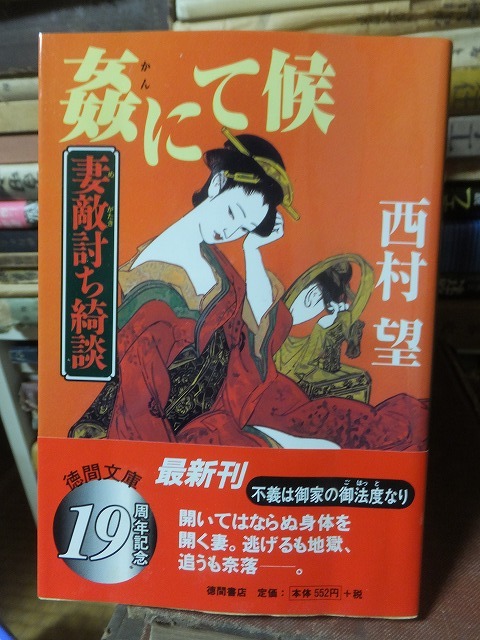 姦にて候
かん
妻敵討ち綺談
めがたき
西村 望
徳間文庫
19
周年記念
最新刊
不義は御家の御法度なり
ごはっと
開いてはならぬ身体を
開く妻。逃げるも地獄、
追うも奈落――。
徳間書店 定価：本体552円＋税